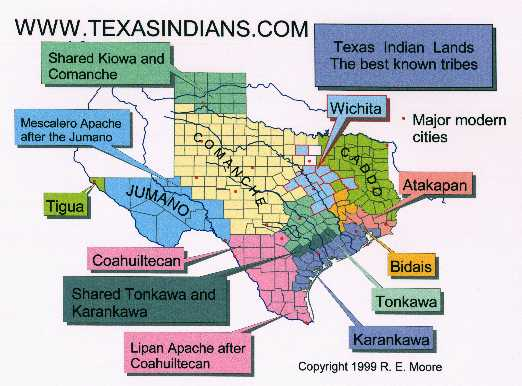 WWW.TEXASINDIANS.COM
Texas Indian Lands
The best known tribes
Shared Kiowa and
Comanche
Wichita
• Major modern
cities
Mescalero Apache
after the Jumano
COMANCHE
CADDO
Atakapan
JUMANO
Tigua
Coahuiltecan
Bidais
Shared Tonkawa and
Karankawa
Tonkawa
Karankawa
Lipan Apache after
Coahuiltecan
Copyright 1999 R. E. Moore